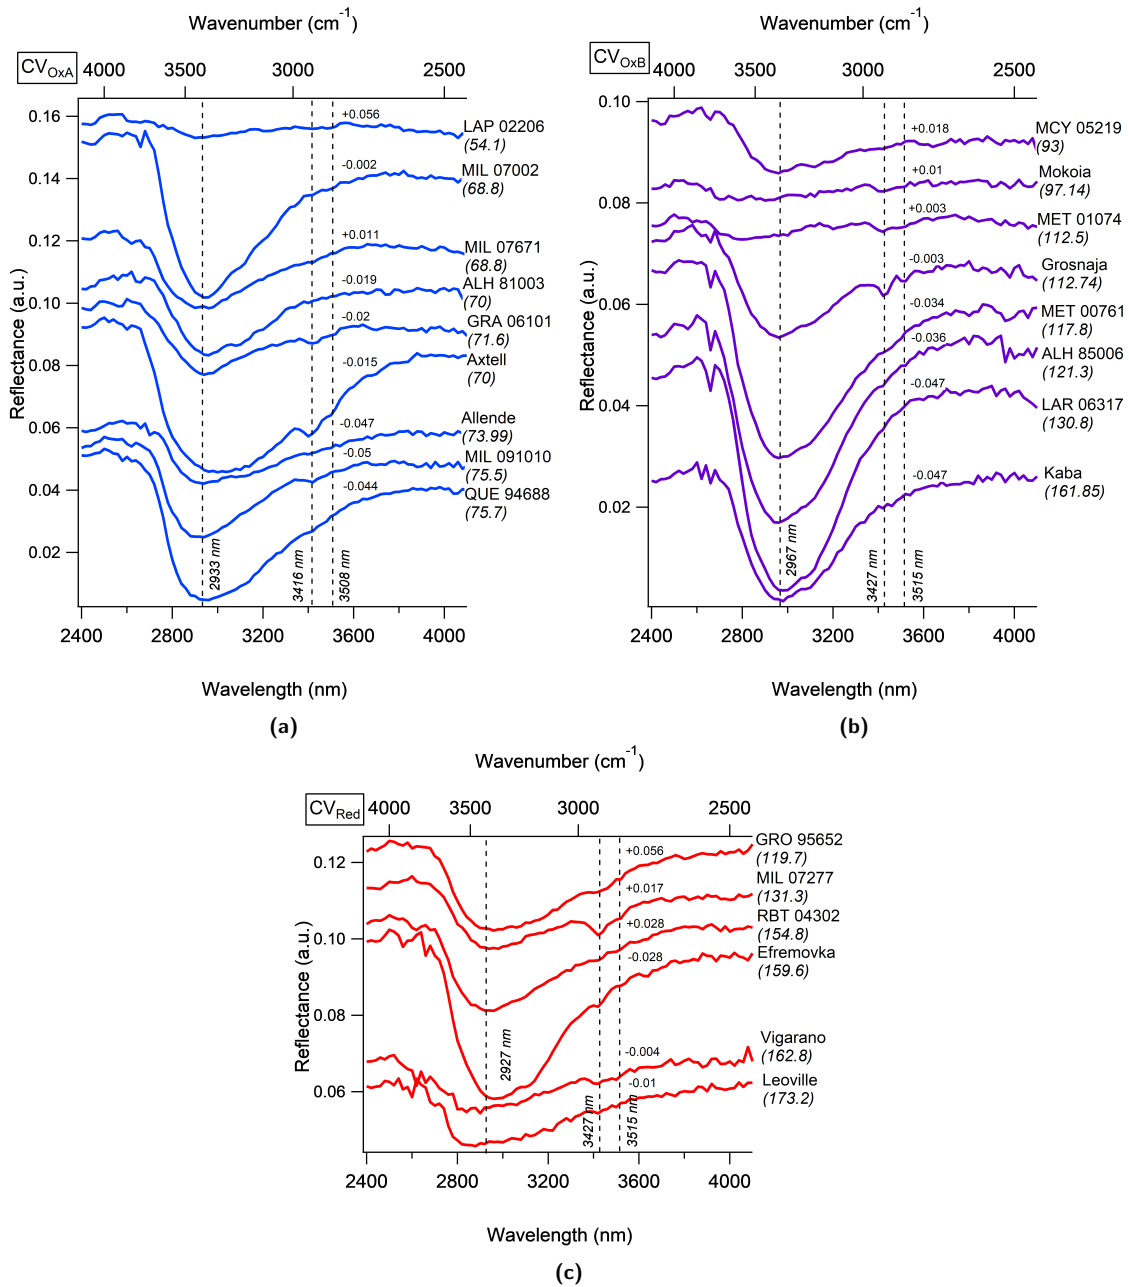 Wavenumber (cm-1)
CVOxA
4000 3500 3000 2500
0.16
0.14
0.12
0.10
0.08
0.06
0.04
0.02
Reflectance (a.u.)
+0.056
LAP 02206
(54.1)
-0.002
MIL 07002
(68.8)
+0.011
MIL 07671
(68.8)
-0.019
ALH 81003
(70)
-0.02
GRA 06101
(71.6)
-0.015
Axtell
(70)
-0.047
Allende
(73.99)
-0.05
MIL 091010
(75.5)
-0.044
QUE 94688
(75.7)
2933 nm
3416 nm
3508 nm
2400 2800 3200 3600 4000
Wavelength (nm)
(a)
Wavenumber (cm-1)
CVOxB
4000 3500 3000 2500
0.10
0.08
0.06
0.04
0.02
Reflectance (a.u.)
+0.018
MCY 05219
(93)
+0.01
Mokoia
(97.14)
+0.003
MET 01074
(112.5)
-0.003
Grosnaja
(112.74)
-0.034
MET 00761
(117.8)
-0.036
ALH 85006
(121.3)
-0.047
LAR 06317
(130.8)
-0.047
Kaba
(161.85)
2967 nm
3427 nm
3515 nm
2400 2800 3200 3600 4000
Wavelength (nm)
(b)
Wavenumber (cm-1)
CVRed
4000 3500 3000 2500
0.12
0.10
0.08
0.06
Reflectance (a.u.)
+0.056
GRO 95652
(119.7)
+0.017
MIL 07277
(131.3)
+0.028
RBT 04302
(154.8)
-0.028
Efremovka
(159.6)
-0.004
Vigarano
(162.8)
-0.01
Leoville
(173.2)
2927 nm
3427 nm
3515 nm
2400 2800 3200 3600 4000
Wavelength (nm)
(c)